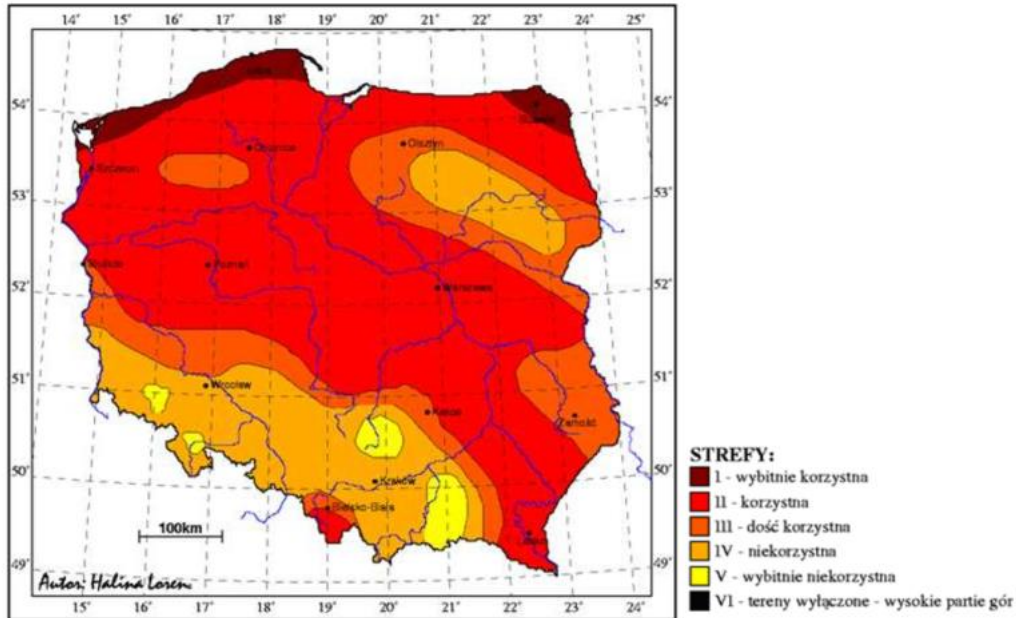 14° 15° 16° 17° 18° 19° 20° 21° 22° 23° 24° 25°
54° 54°
Olsztyn
53° 53°
Poznań
52° 52°
Warszawa
51° 51°
Wrocław
Kielce
Zamość
50° 50°
Kraków
Bielsko-Biała
100km
49° 49°
Autor: Halina Loren.
15° 16° 17° 18° 19° 20° 21° 22° 23° 24°
STREFY:
I - wybitnie korzystna
II - korzystna
III - dość korzystna
IV - niekorzystna
V - wybitnie niekorzystna
VI - tereny wyłączone - wysokie partie gór